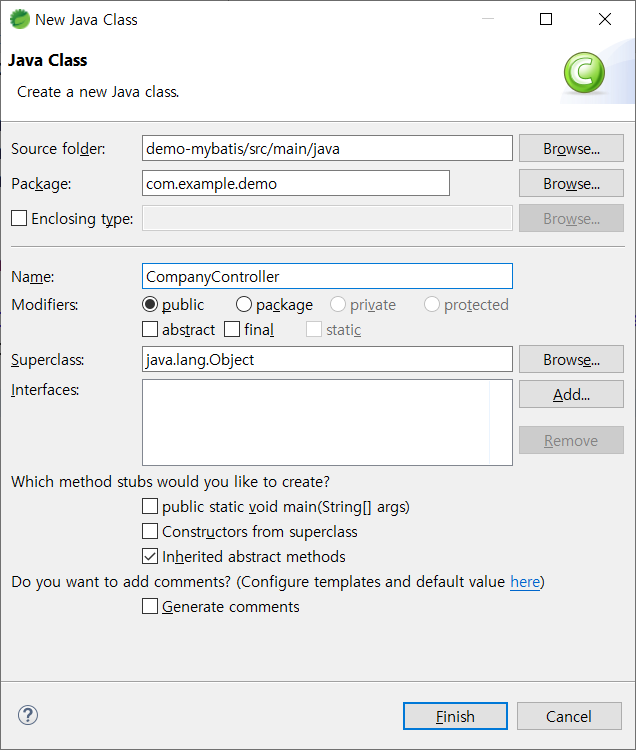 New Java Class
Java Class
Create a new Java class.
C
Source folder: demo-mybatis/src/main/java Browse...
Package: com.example.demo Browse...
Enclosing type: Browse...
Name: CompanyController
Modifiers: public package private protected
abstract final static
Superclass: java.lang.Object Browse...
Interfaces: Add...
Remove
Which method stubs would you like to create?
public static void main(String[] args)
Constructors from superclass
Inherited abstract methods
Do you want to add comments? (Configure templates and default value here)
Generate comments
? Finish Cancel